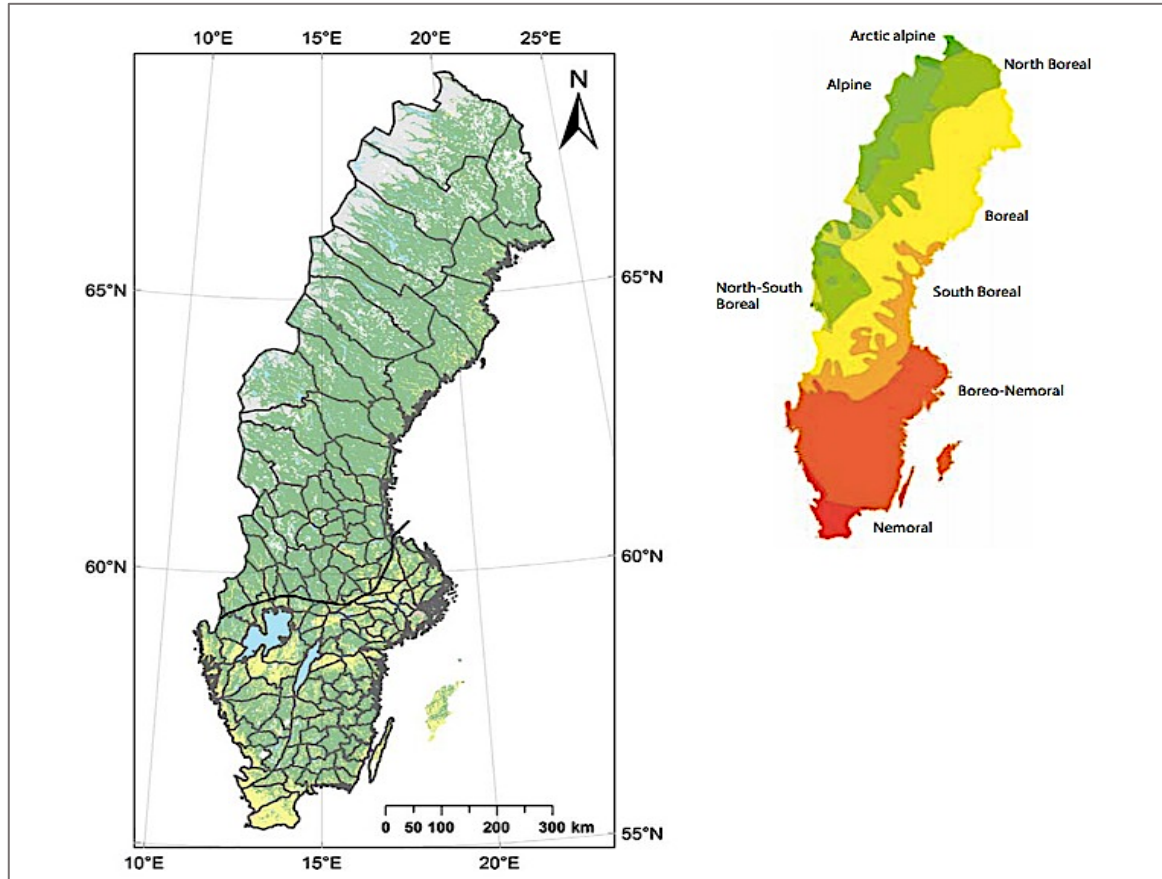 10°E 15°E 20°E 25°E
N
65°N 65°N
60°N 60°N
0 50 100 200 300 km
55°N
10°E 15°E 20°E
Arctic alpine
North Boreal
Alpine
Boreal
North-South
Boreal
South Boreal
Boreo-Nemoral
Nemoral